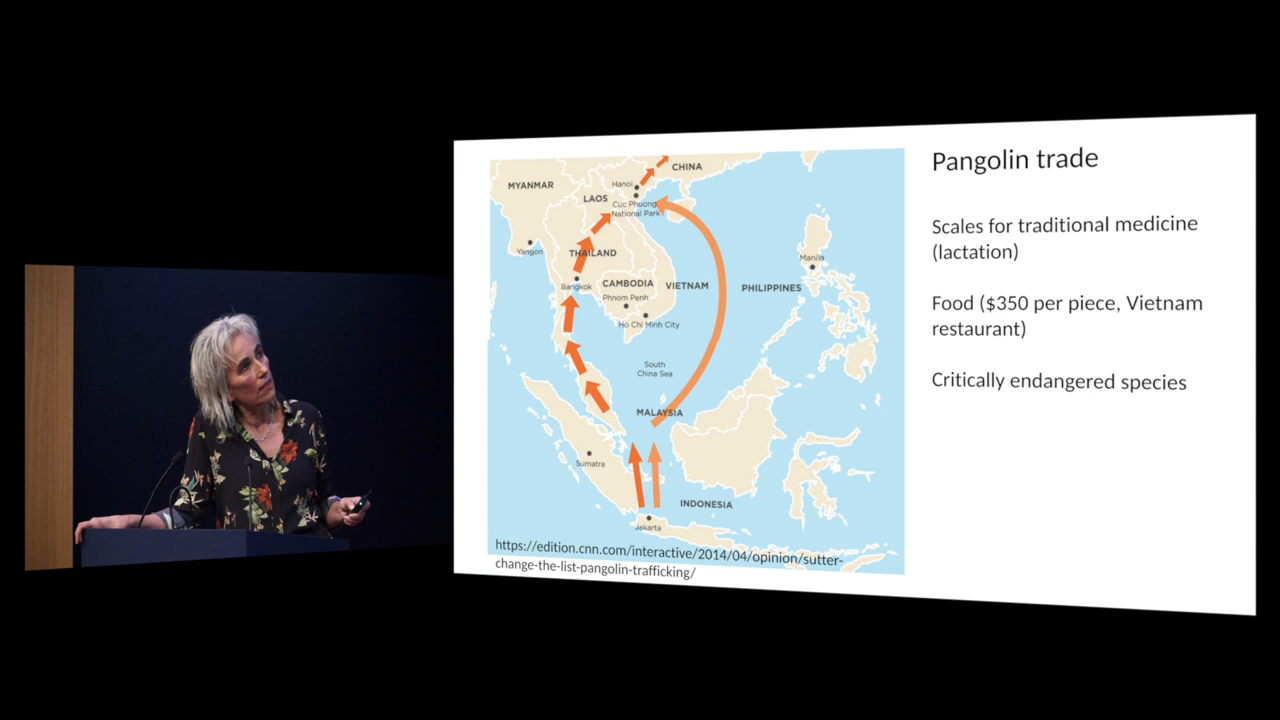 Pangolin trade
Scales for traditional medicine
(lactation)
Food ($350 per piece, Vietnam
restaurant)
Critically endangered species
CHINA
MYANMAR
Hanoi
LAOS
Cuc Phuong
National Park
Yangon
THAILAND
Manila
Bangkok
CAMBODIA
VIETNAM
PHILIPPINES
Phnom Penh
Ho Chi Minh City
South
China Sea
MALAYSIA
Sumatra
INDONESIA
Jakarta
https://edition.cnn.com/interactive/2014/04/opinion/sutter-
change-the-list-pangolin-trafficking/